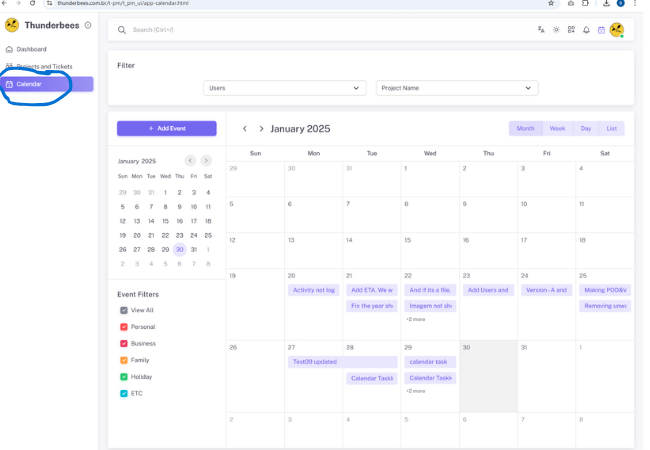 thunderbees.com.br/t-pm/t_pm_ui/app-calendar.html
Thunderbees
Search (Ctrl+/)
Dashboard
Projects and Tickets
Calendar
Filter
Users
Project Name
+ Add Event
January 2025
Month Week Day List
January 2025
Sun Mon Tue Wed Thu Fri Sat
29 30 31 1 2 3 4
5 6 7 8 9 10 11
12 13 14 15 16 17 18
19 20 21 22 23 24 25
26 27 28 29 30 31 1
2 3 4 5 6 7 8
Event Filters
View All
Personal
Business
Family
Holiday
ETC
Sun Mon Tue Wed Thu Fri Sat
29 30 31 1 2 3 4
5 6 7 8 9 10 11
12 13 14 15 16 17 18
19 20 21 22 23 24 25
Activity not log Add ETA. We w And if its a file, Add Users and Version-A and Making POD&V
Fix the year sho Imagem not sho Removing unwa
+2 more
26 27 28 29 30 31 1
Test09 updated calendar task
Calendar Taskk Calendar Taskk
+2 more
2 3 4 5 6 7 8